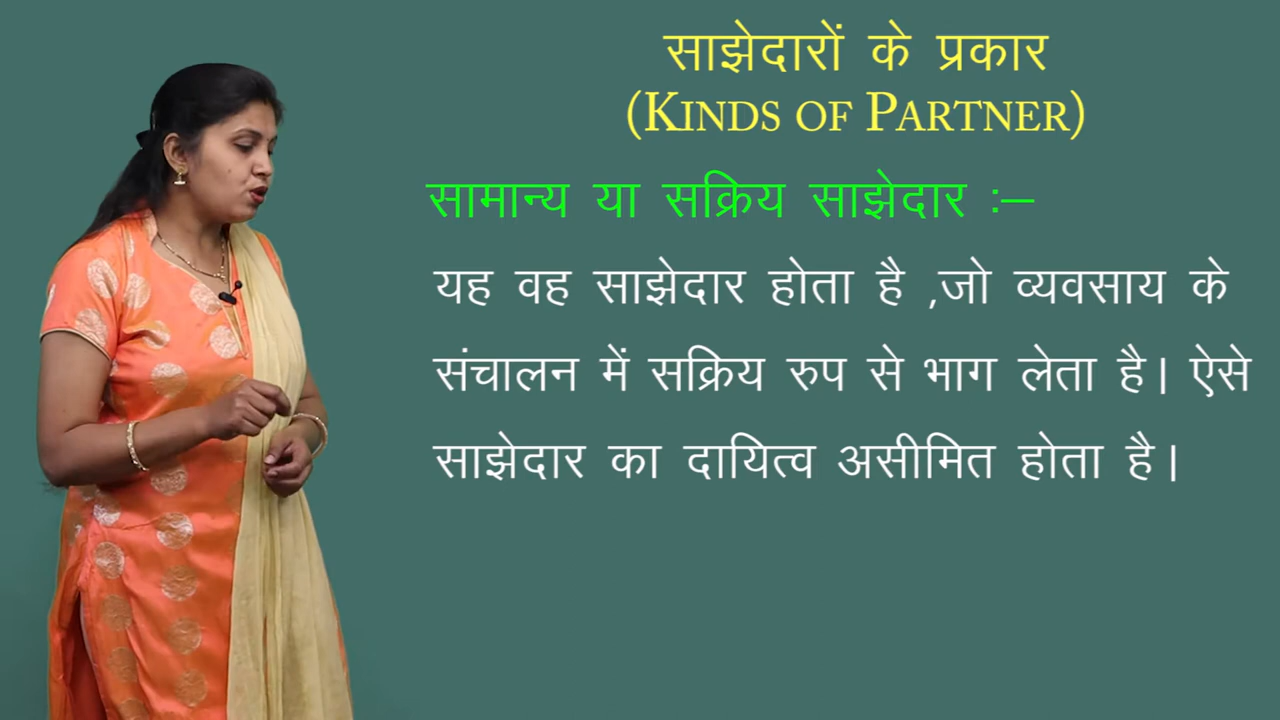 साझेदारों के प्रकार
(KINDS OF PARTNER)
सामान्य या सक्रिय साझेदार :–
यह वह साझेदार होता है ,जो व्यवसाय के
संचालन में सक्रिय रुप से भाग लेता है। ऐसे
साझेदार का दायित्व असीमित होता है।